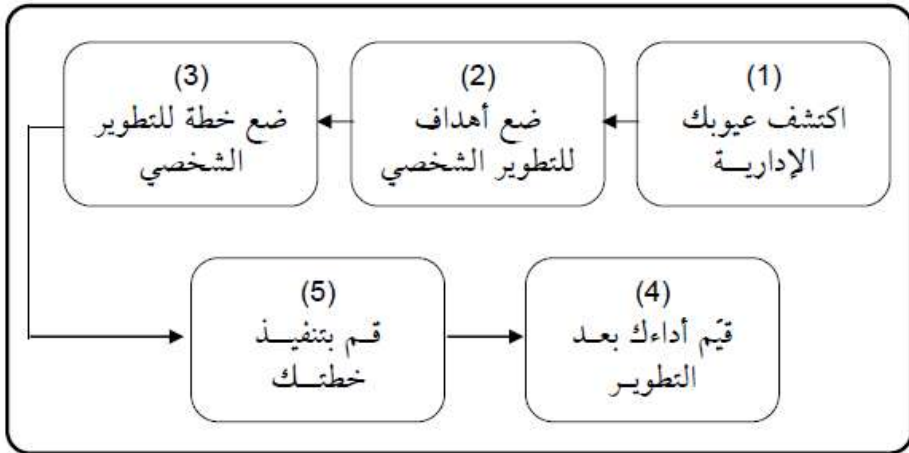 (1)
اكتشف عيوبك
الإداريــة
(2)
ضع أهداف
للتطوير الشخصي
(3)
ضع خطة للتطوير
الشخصي
(4)
قيّم أداءك بعـد
التطويـر
(5)
قـم بتنفيـذ
خطتـك